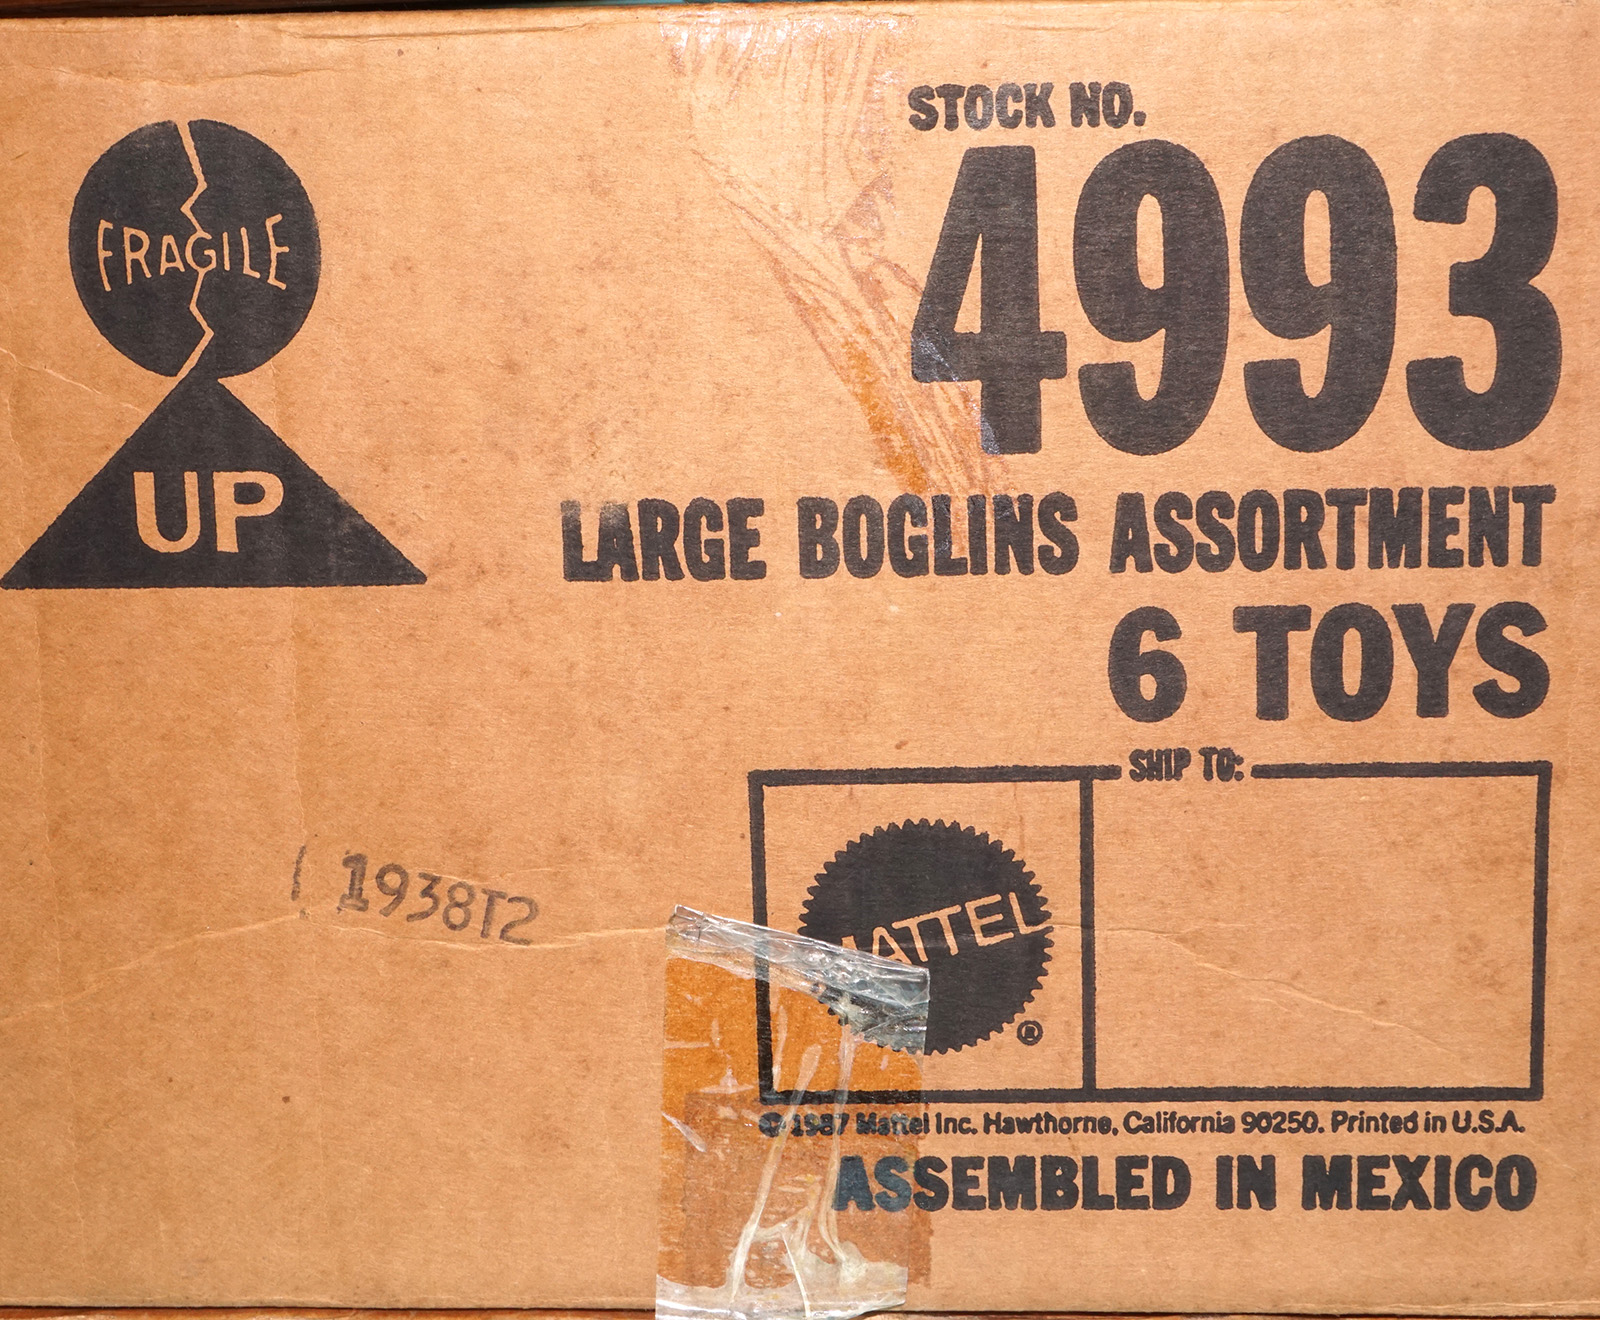 STOCK NO.
4993
FRAGILE
UP
LARGE BOGLINS ASSORTMENT
6 TOYS
SHIP TO:
MATTEL
®
1938T2
© 1987 Mattel Inc. Hawthorne, California 90250. Printed in U.S.A.
ASSEMBLED IN MEXICO